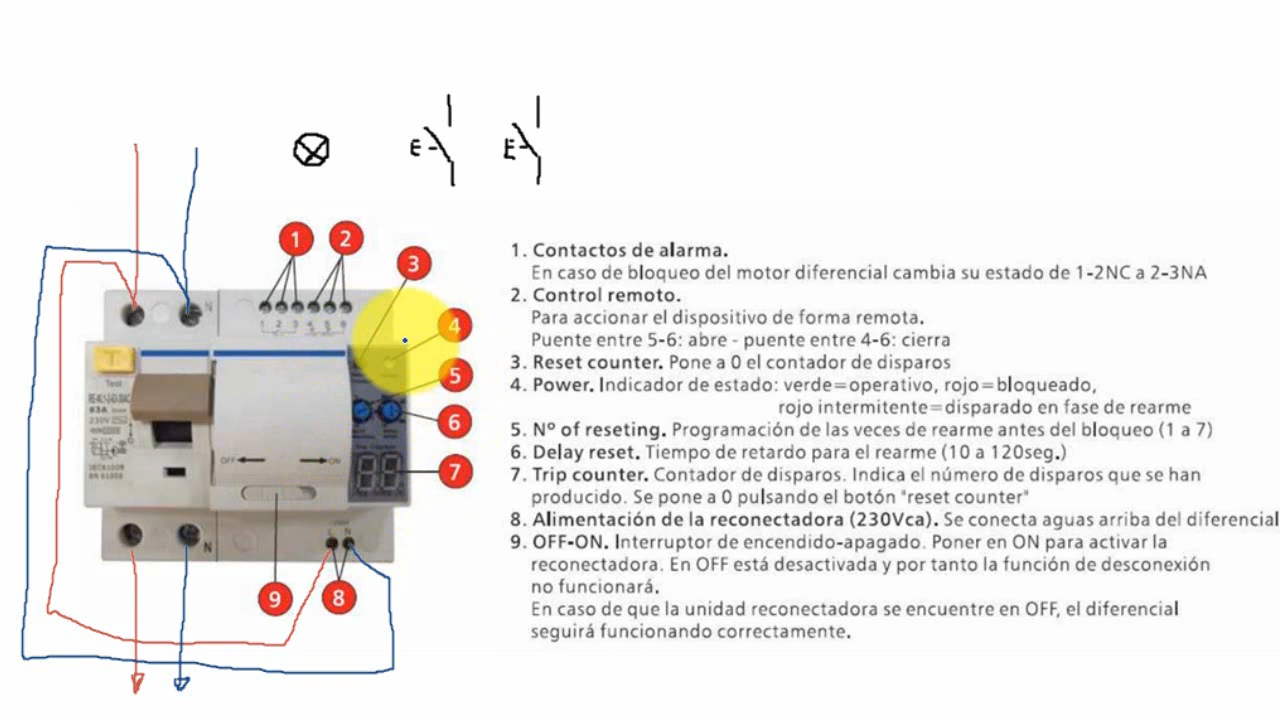 E
E
1
2
3
4
5
6
7
8
9
N
1 2 3 4 5 6
Test
63A
230V
OFF
ON
88
N
L N
1. Contactos de alarma.
En caso de bloqueo del motor diferencial cambia su estado de 1-2NC a 2-3NA
2. Control remoto.
Para accionar el dispositivo de forma remota.
Puente entre 5-6: abre - puente entre 4-6: cierra
3. Reset counter. Pone a 0 el contador de disparos
4. Power. Indicador de estado: verde=operativo, rojo=bloqueado,
rojo intermitente=disparado en fase de rearme
5. Nº of reseting. Programación de las veces de rearme antes del bloqueo (1 a 7)
6. Delay reset. Tiempo de retardo para el rearme (10 a 120seg.)
7. Trip counter. Contador de disparos. Indica el número de disparos que se han
producido. Se pone a 0 pulsando el botón "reset counter"
8. Alimentación de la reconectadora (230Vca). Se conecta aguas arriba del diferencial
9. OFF-ON. Interruptor de encendido-apagado. Poner en ON para activar la
reconectadora. En OFF está desactivada y por tanto la función de desconexión
no funcionará.
En caso de que la unidad reconectadora se encuentre en OFF, el diferencial
seguirá funcionando correctamente.